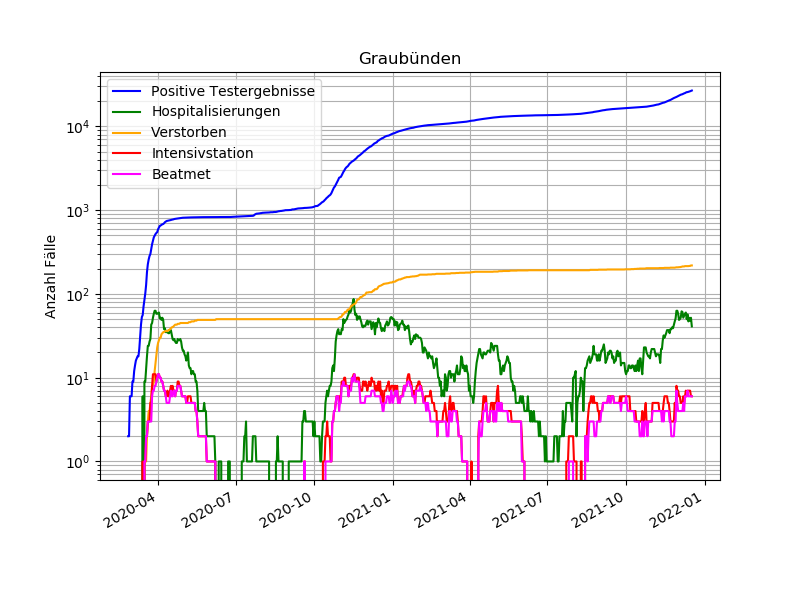 Graubünden
Positive Testergebnisse
Hospitalisierungen
Verstorben
Intensivstation
Beatmet
Anzahl Fälle
10^4
10^3
10^2
10^1
10^0
2020-04 2020-07 2020-10 2021-01 2021-04 2021-07 2021-10 2022-01